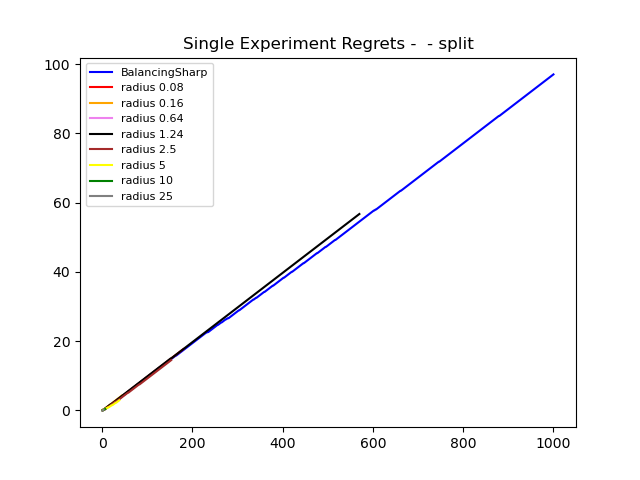 Single Experiment Regrets -  - split
100
80
60
40
20
0
BalancingSharp
radius 0.08
radius 0.16
radius 0.64
radius 1.24
radius 2.5
radius 5
radius 10
radius 25
0 200 400 600 800 1000